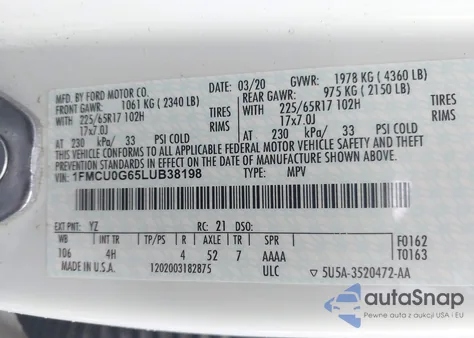 MFD. BY FORD MOTOR CO. 03/20 GVWR: 1978 KG ( 4360 LB)
FRONT GAWR: 1061 KG ( 2340 LB) REAR GAWR: 975 KG ( 2150 LB)
WITH 225/65R17 102H TIRES WITH 225/65R17 102H TIRES
17x7.0J RIMS 17x7.0J RIMS
AT 230 kPa/ 33 PSI COLD AT 230 kPa/ 33 PSI COLD
THIS VEHICLE CONFORMS TO ALL APPLICABLE FEDERAL MOTOR VEHICLE SAFETY AND THEFT
PREVENTION STANDARDS IN EFFECT ON THE DATE OF MANUFACTURE SHOWN ABOVE.
VIN: 1FMCU0G65LUB38198 TYPE: MPV
EXT PNT: YZ RC: 21 DSO:
WB INT TR TP/PS R AXLE TR SPR F0162
106 4H 4 52 7 AAAA T0163
MADE IN U.S.A. 1202003182875 ULC ▽ 5U5A-3520472-AA
autoSnap
Pewne auta z USA i Kanady